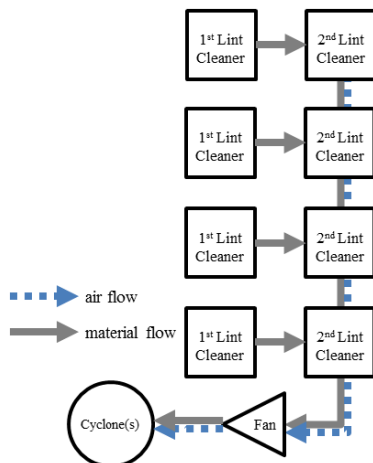 1st Lint
Cleaner
2nd Lint
Cleaner
1st Lint
Cleaner
2nd Lint
Cleaner
1st Lint
Cleaner
2nd Lint
Cleaner
air flow
material flow
1st Lint
Cleaner
2nd Lint
Cleaner
Cyclone(s)
Fan